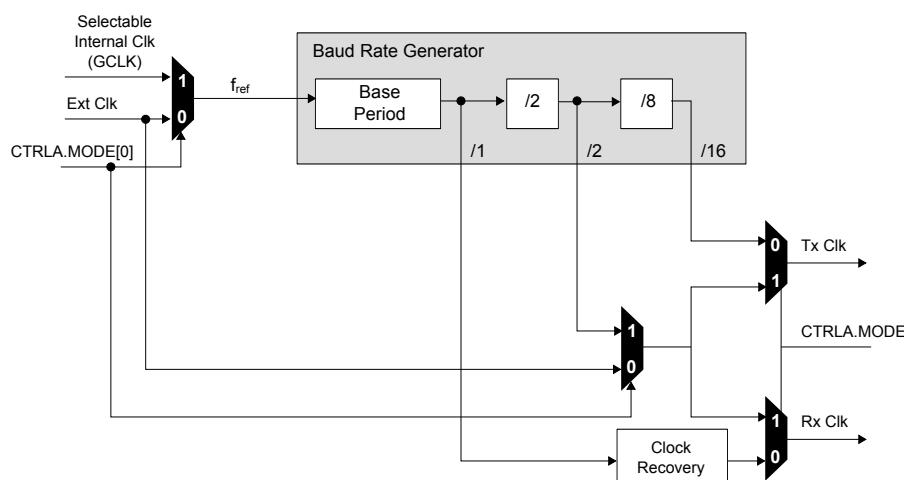 Selectable
Internal Clk
(GCLK)
Baud Rate Generator
1
0
fref
Base
Period
/2
/8
Ext Clk
CTRLA.MODE[0]
/1
/2
/16
0
1
Tx Clk
1
0
CTRLA.MODE
1
0
Rx Clk
Clock
Recovery